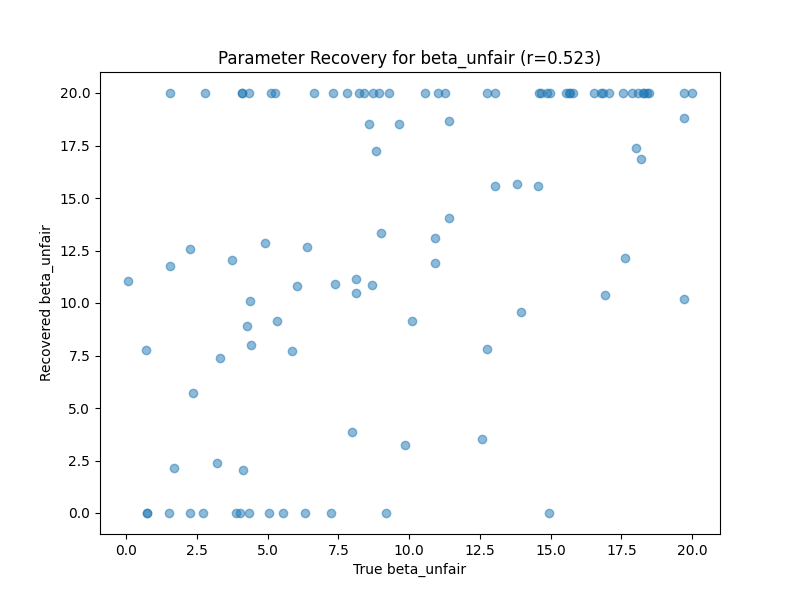 Parameter Recovery for beta_unfair (r=0.523)
20.0
17.5
15.0
12.5
10.0
7.5
5.0
2.5
0.0
Recovered beta_unfair
0.0 2.5 5.0 7.5 10.0 12.5 15.0 17.5 20.0
True beta_unfair